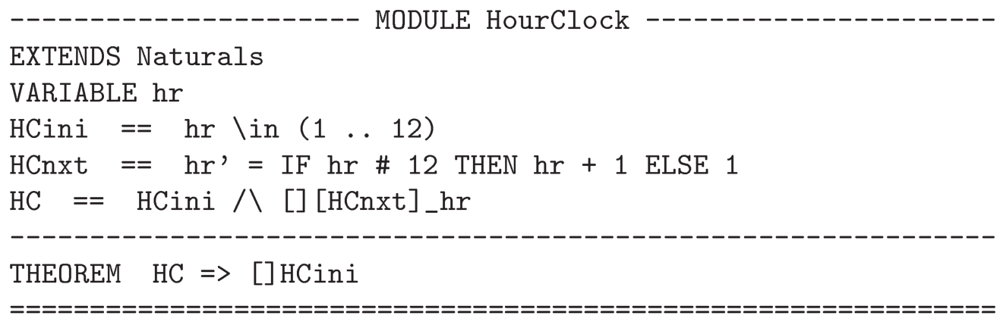 ---------------------- MODULE HourClock ----------------------
EXTENDS Naturals
VARIABLE hr
HCini  ==  hr \in (1 .. 12)
HCnxt  ==  hr’ = IF hr # 12 THEN hr + 1 ELSE 1
HC  ==  HCini /\ [][HCnxt]_hr
--------------------------------------------------------------
THEOREM  HC => []HCini
==============================================================